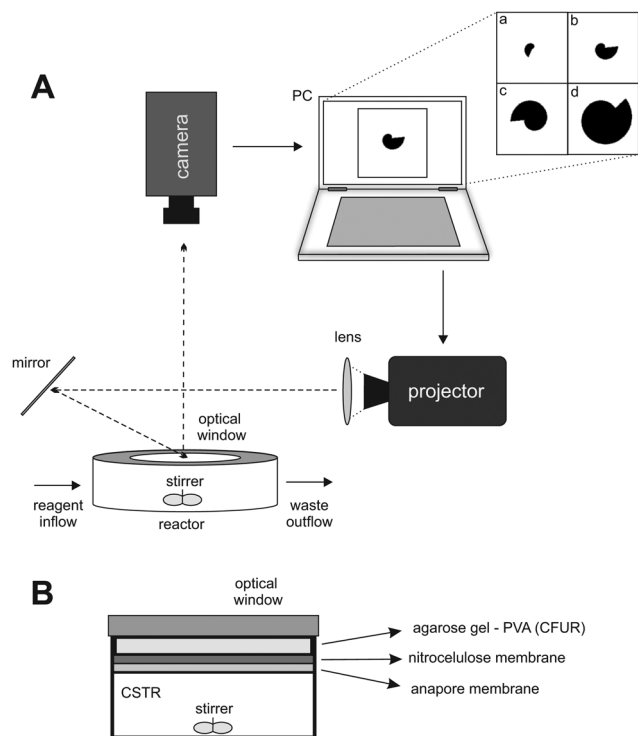 a
b
c
d
A
PC
camera
lens
mirror
projector
optical
window
stirrer
reagent
inflow
waste
outflow
reactor
B
optical
window
agarose gel - PVA (CFUR)
nitrocelulose membrane
anapore membrane
CSTR
stirrer